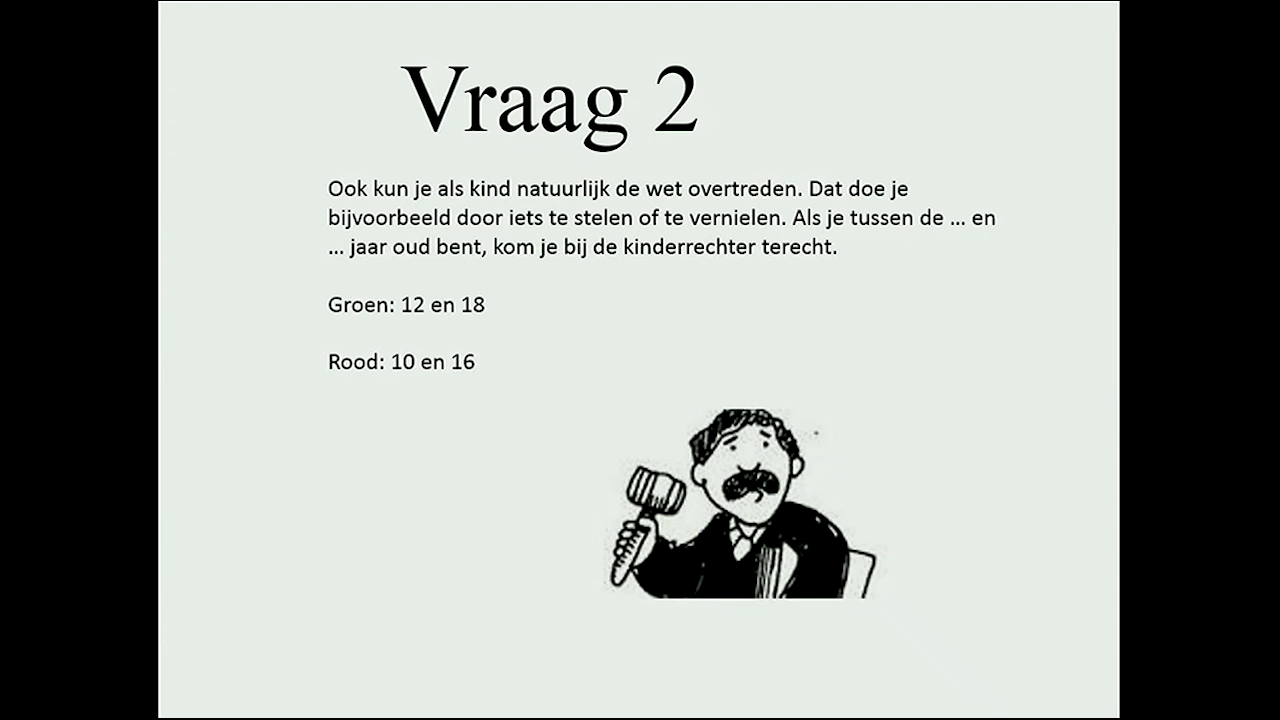 Vraag 2
Ook kun je als kind natuurlijk de wet overtreden. Dat doe je
bijvoorbeeld door iets te stelen of te vernielen. Als je tussen de ... en
... jaar oud bent, kom je bij de kinderrechter terecht.
Groen: 12 en 18
Rood: 10 en 16